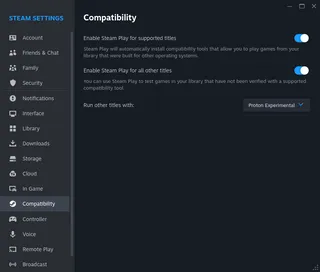 STEAM SETTINGS
Account
Friends & Chat
Family
Security
Notifications
Interface
Library
Downloads
Storage
Cloud
In Game
Compatibility
Controller
Voice
Remote Play
Broadcast
Compatibility
Enable Steam Play for supported titles
Steam Play will automatically install compatibility tools that allow you to play games from your
library that were built for other operating systems.
Enable Steam Play for all other titles
You can use Steam Play to test games in your library that have not been verified with a supported
compatibility tool.
Run other titles with:
Proton Experimental